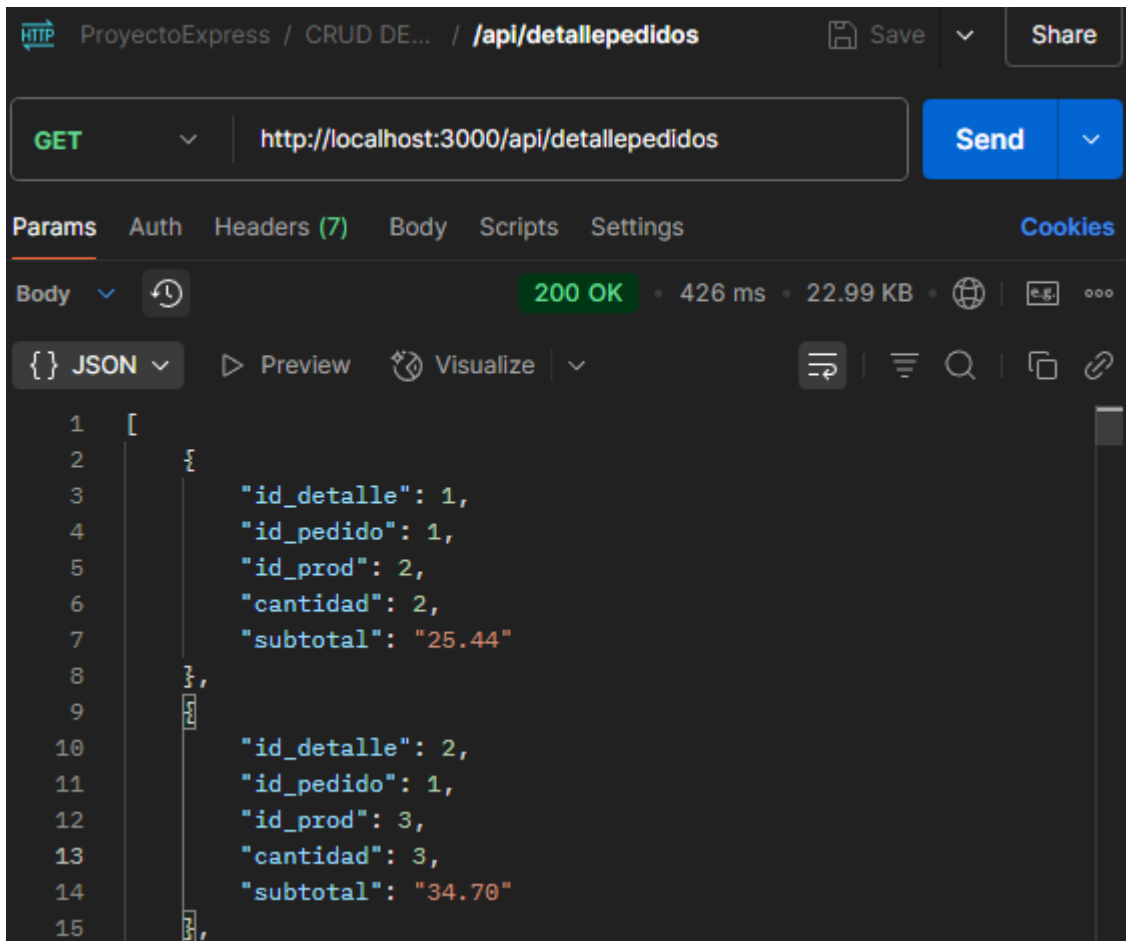 HTTP ProyectoExpress / CRUD DE... / /api/detallepedidos Save Share
GET http://localhost:3000/api/detallepedidos Send
Params Auth Headers (7) Body Scripts Settings Cookies
Body 200 OK • 426 ms • 22.99 KB • e.g.
{} JSON Preview Visualize
1 [
2 {
3 "id_detalle": 1,
4 "id_pedido": 1,
5 "id_prod": 2,
6 "cantidad": 2,
7 "subtotal": "25.44"
8 },
9 {
10 "id_detalle": 2,
11 "id_pedido": 1,
12 "id_prod": 3,
13 "cantidad": 3,
14 "subtotal": "34.70"
15 },